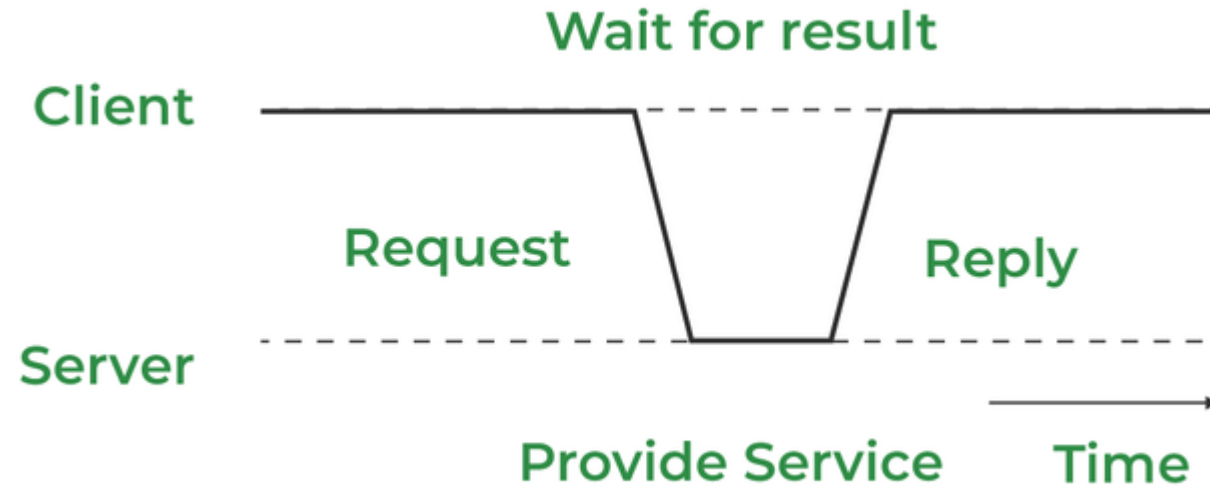 Wait for result
Client
Request
Reply
Server
Provide Service
Time